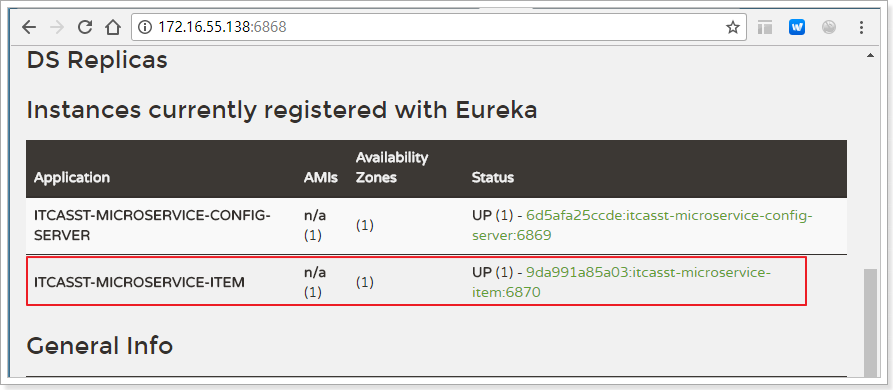 172.16.55.138:6868
DS Replicas
Instances currently registered with Eureka
Availability
Application AMIs Zones Status
ITCASST-MICROSERVICE-CONFIG- n/a UP (1) - 6d5afa25ccde:itcasst-microservice-config-
SERVER (1) (1) server:6869
ITCASST-MICROSERVICE-ITEM n/a (1) UP (1) - 9da991a85a03:itcasst-microservice-
(1) item:6870
General Info